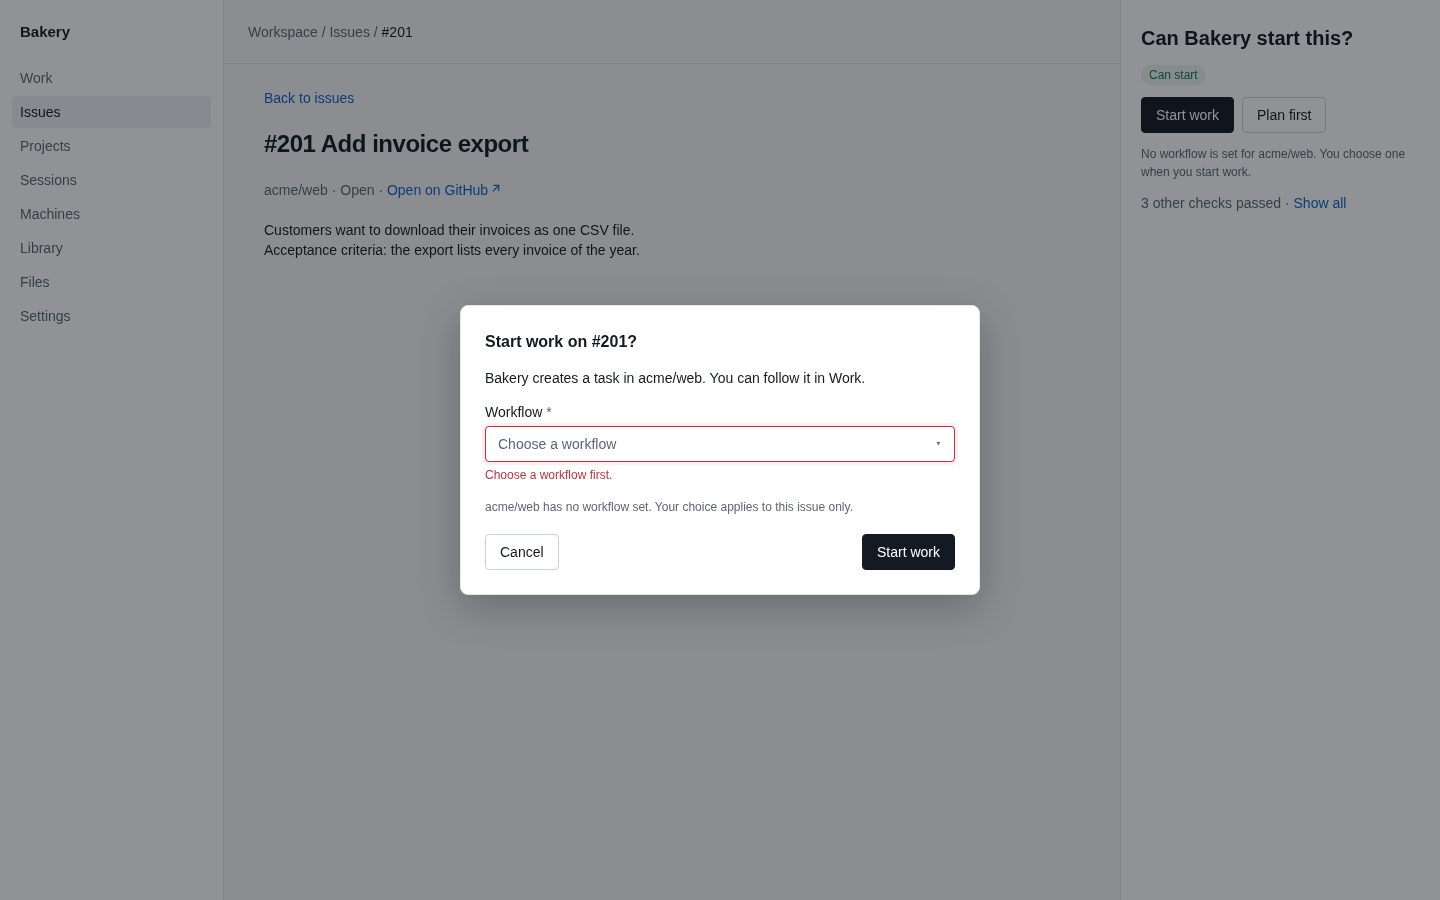 Bakery
Work
Issues
Projects
Sessions
Machines
Library
Files
Settings
Workspace / Issues / #201
Back to issues
#201 Add invoice export
acme/web · Open · Open on GitHub
Customers want to download their invoices as one CSV file.
Acceptance criteria: the export lists every invoice of the year.
Start work on #201?
Bakery creates a task in acme/web. You can follow it in Work.
Workflow *
Choose a workflow
Choose a workflow first.
acme/web has no workflow set. Your choice applies to this issue only.
Cancel
Start work
Can Bakery start this?
Can start
Start work
Plan first
No workflow is set for acme/web. You choose one
when you start work.
3 other checks passed · Show all